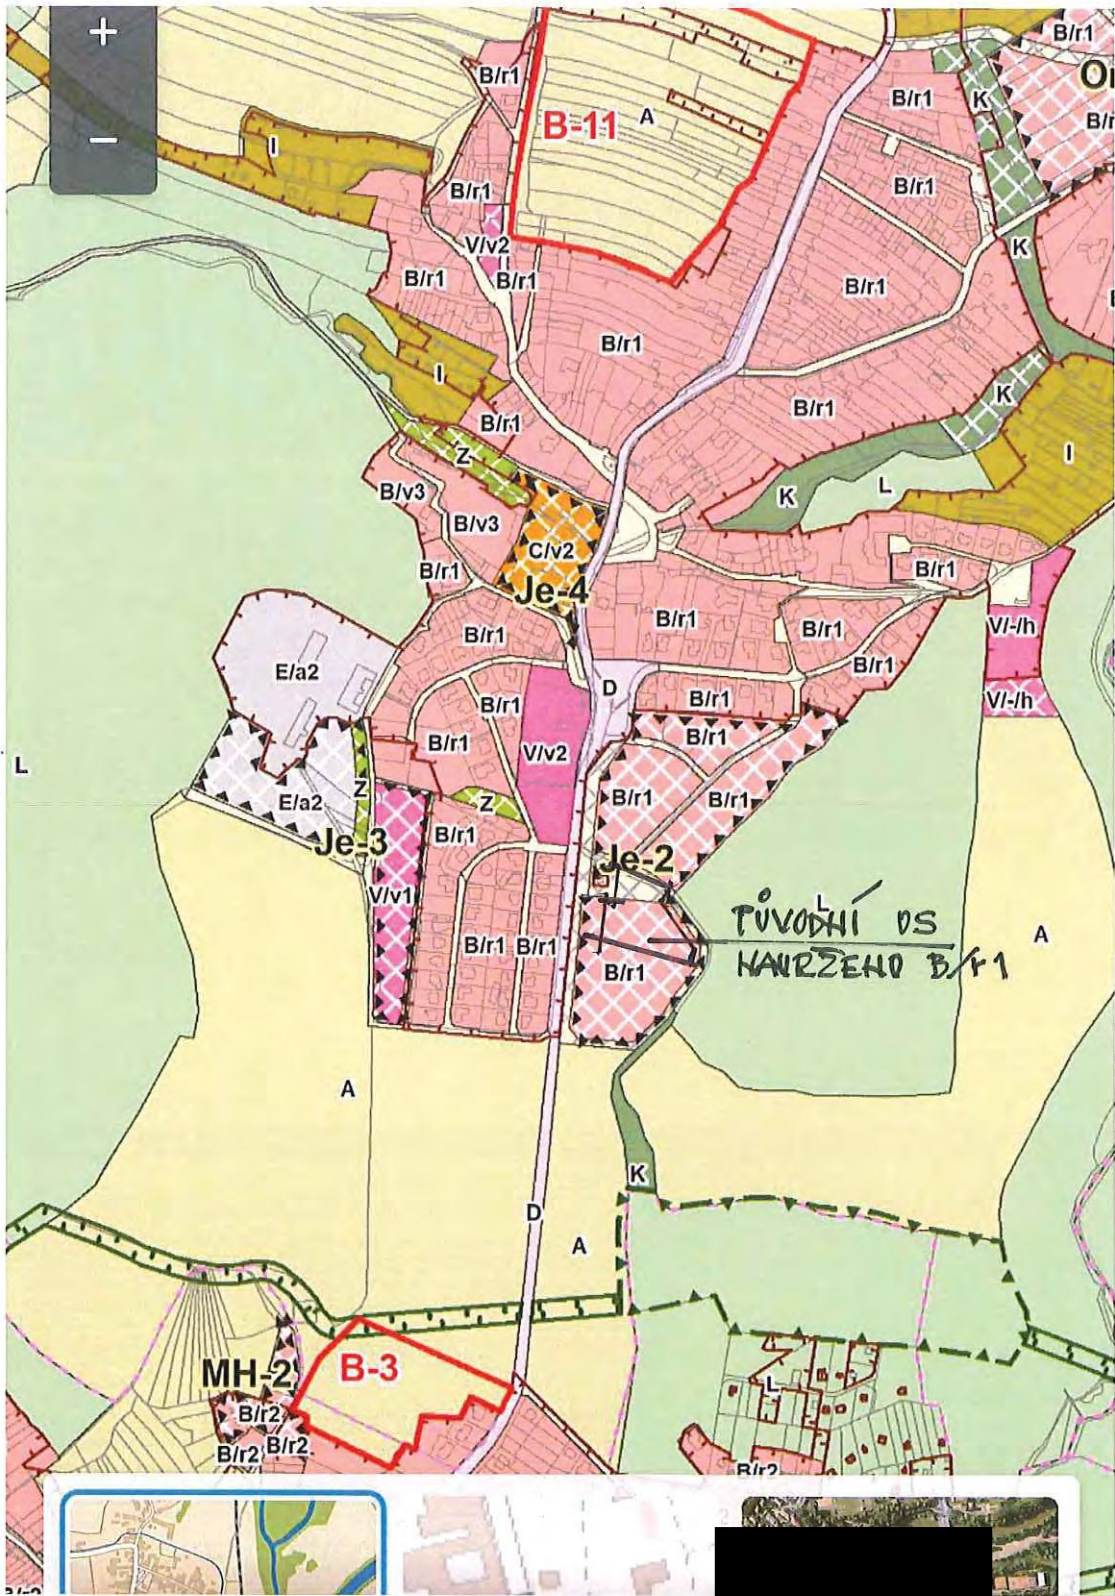 +
B/r1
B/r1
B-11
A
B/r1
K
−
I
B/r1
B/r1
V/v2
K
B/r1
B/r1
B/r1
B/r1
I
B/r1
B/r1
K
B/r1
Z
I
B/v3
K
L
B/v3
C/v2
B/r1
B/r1
Je-4
B/r1
B/r1
V/-/h
B/r1
E/a2
B/r1
D
B/r1
B/r1
V/-/h
B/r1
B/r1
V/v2
L
B/r1
B/r1
E/a2
Z
Z
B/r1
Je-3
Je-2
V/v1
L
PŮVODNÍ OS
NAVRŽENO B/r1
A
B/r1
B/r1
B/r1
A
K
D
A
MH-2
B-3
L
B/r2
B/r2
B/r2
B/r2